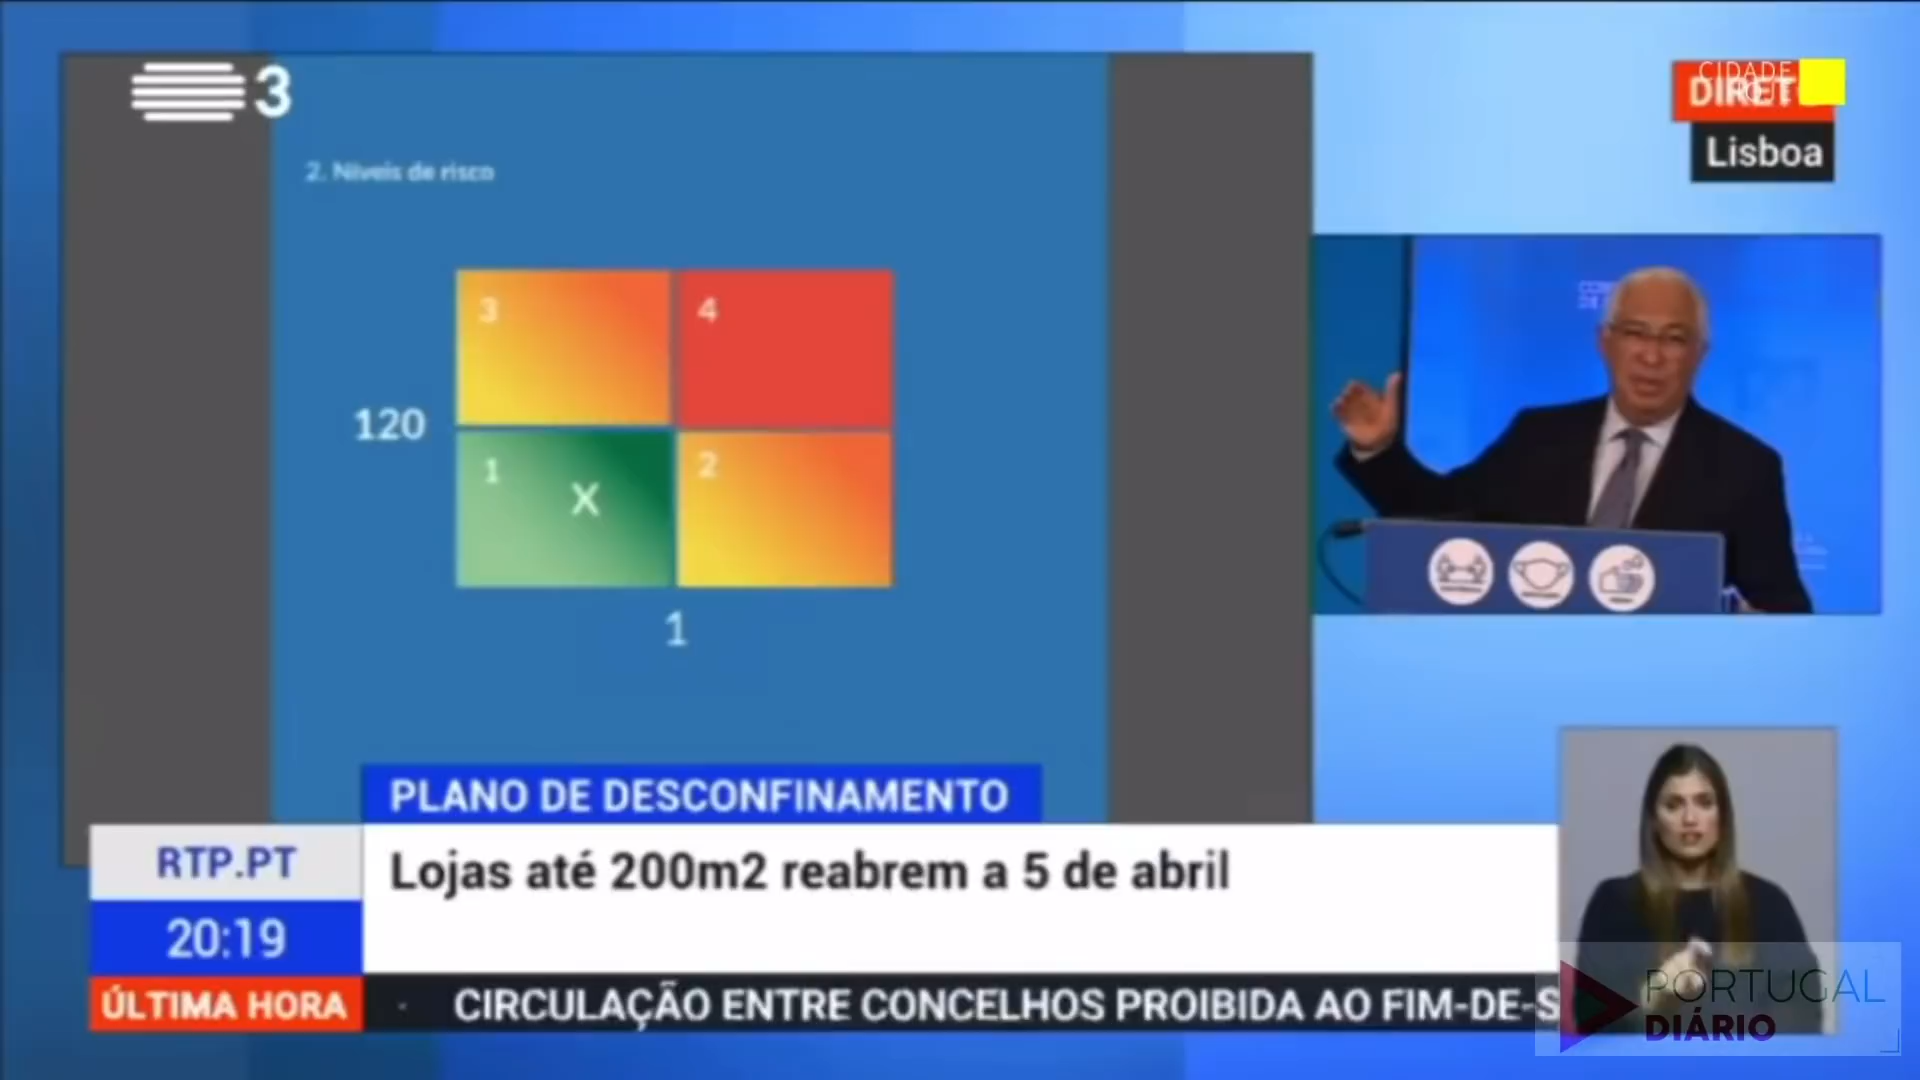 3
CIDADE
DIRET
Lisboa
2. Níveis de risco
3
4
120
1
X
2
1
PLANO DE DESCONFINAMENTO
RTP.PT
Lojas até 200m2 reabrem a 5 de abril
20:19
ÚLTIMA HORA
CIRCULAÇÃO ENTRE CONCELHOS PROIBIDA AO FIM-DE-S
PORTUGAL
DIÁRIO